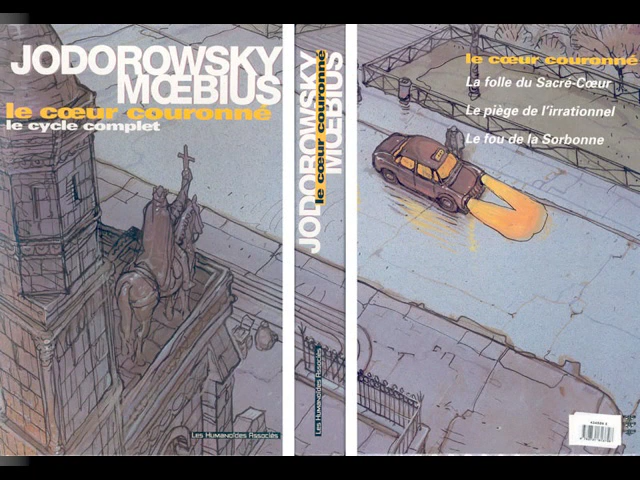 JODOROWSKY
MŒBIUS
le cœur couronné
le cycle complet
Les Humanoïdes Associés
JODOROWSKY
MŒBIUS
le cœur couronné
Les Humanoïdes Associés
le cœur couronné
La folle du Sacré-Cœur
Le piège de l'irrationnel
Le fou de la Sorbonne